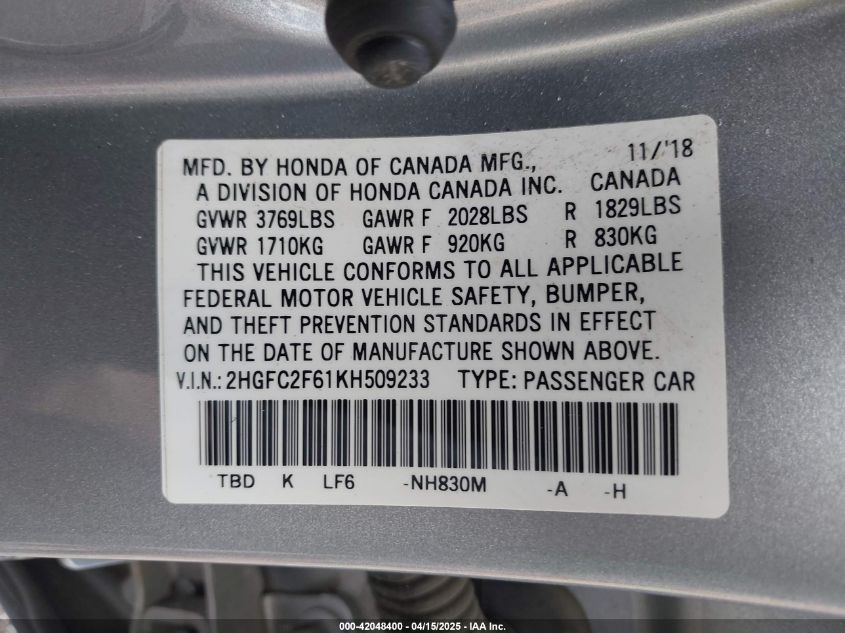 MFD. BY HONDA OF CANADA MFG., 11/'18
A DIVISION OF HONDA CANADA INC. CANADA
GVWR 3769LBS GAWR F 2028LBS R 1829LBS
GVWR 1710KG GAWR F 920KG R 830KG
THIS VEHICLE CONFORMS TO ALL APPLICABLE
FEDERAL MOTOR VEHICLE SAFETY, BUMPER,
AND THEFT PREVENTION STANDARDS IN EFFECT
ON THE DATE OF MANUFACTURE SHOWN ABOVE.
V.I.N.: 2HGFC2F61KH509233 TYPE: PASSENGER CAR
TBD K LF6 -NH830M -A -H
000-42048400 - 04/15/2025 - IAA Inc.